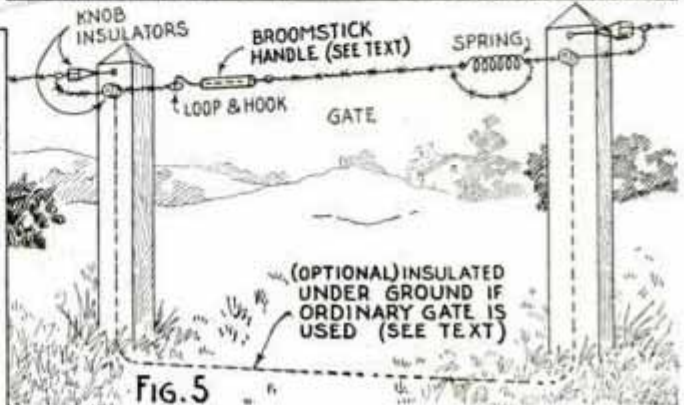 KNOB
INSULATORS
BROOMSTICK
HANDLE (SEE TEXT)
SPRING
LOOP & HOOK
GATE
(OPTIONAL) INSULATED
UNDER GROUND IF
ORDINARY GATE IS
USED (SEE TEXT)
FIG. 5